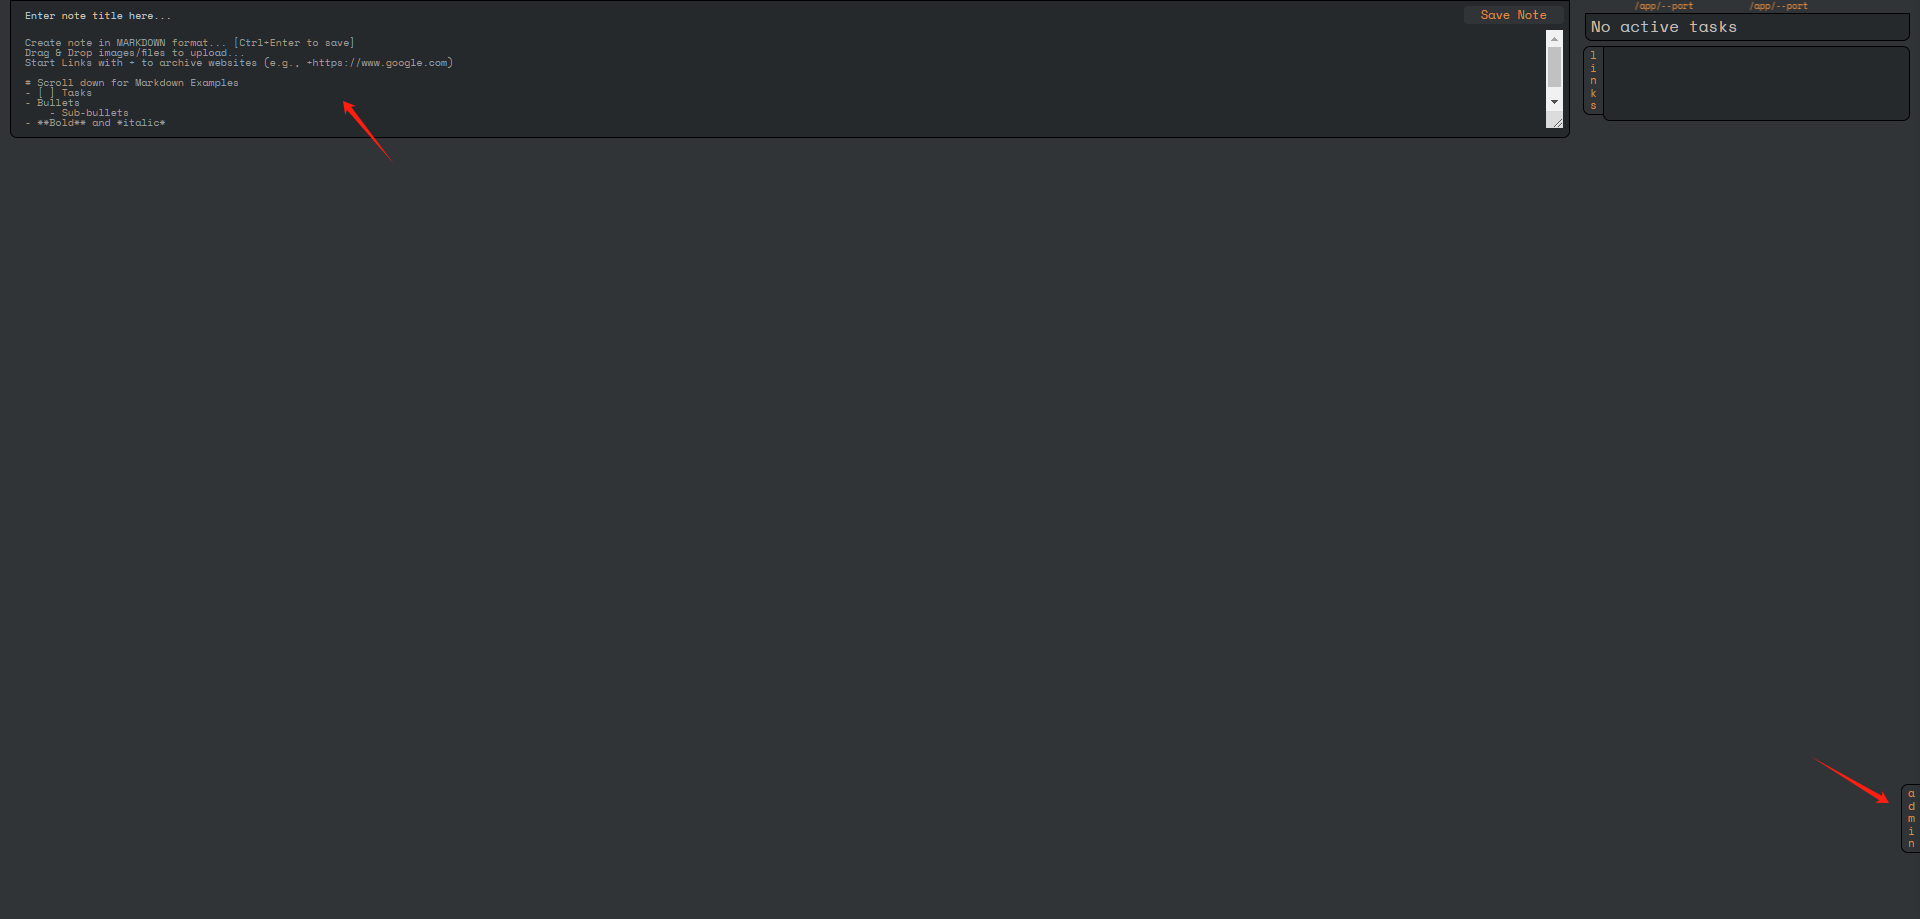 Enter note title here...
Save Note
Create note in MARKDOWN format... [Ctrl+Enter to save]
Drag & Drop images/files to upload...
Start Links with + to archive websites (e.g., +https://www.google.com)
# Scroll down for Markdown Examples
- [ ] Tasks
- Bullets
    - Sub-bullets
- **Bold** and *italic*
/app/--port /app/--port
No active tasks
links
admin